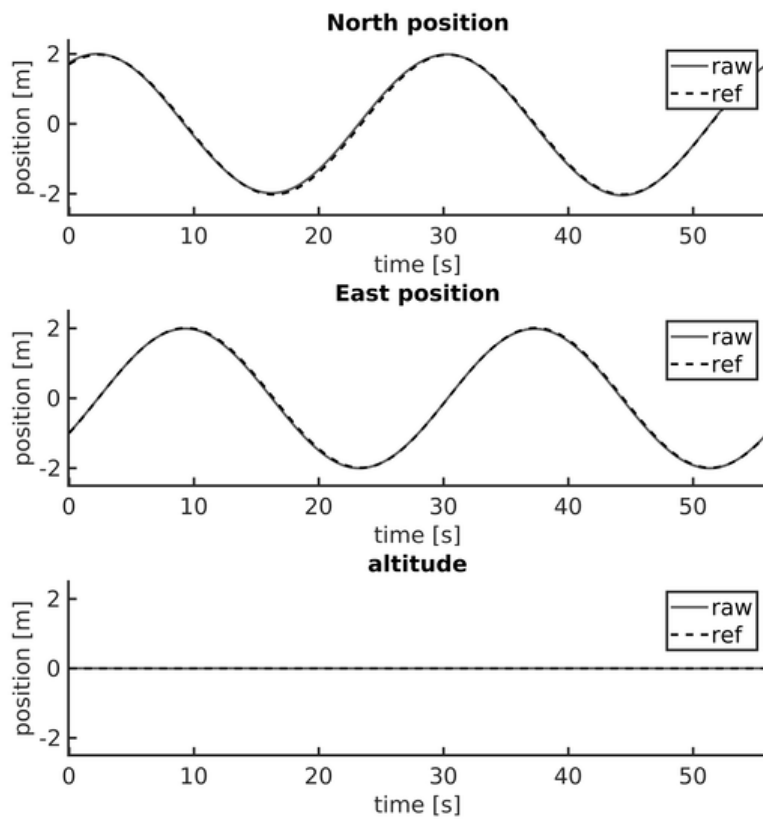 North position
position [m]
2
0
-2
raw
ref
0 10 20 30 40 50
time [s]
East position
position [m]
2
0
-2
raw
ref
0 10 20 30 40 50
time [s]
altitude
position [m]
2
0
-2
raw
ref
0 10 20 30 40 50
time [s]